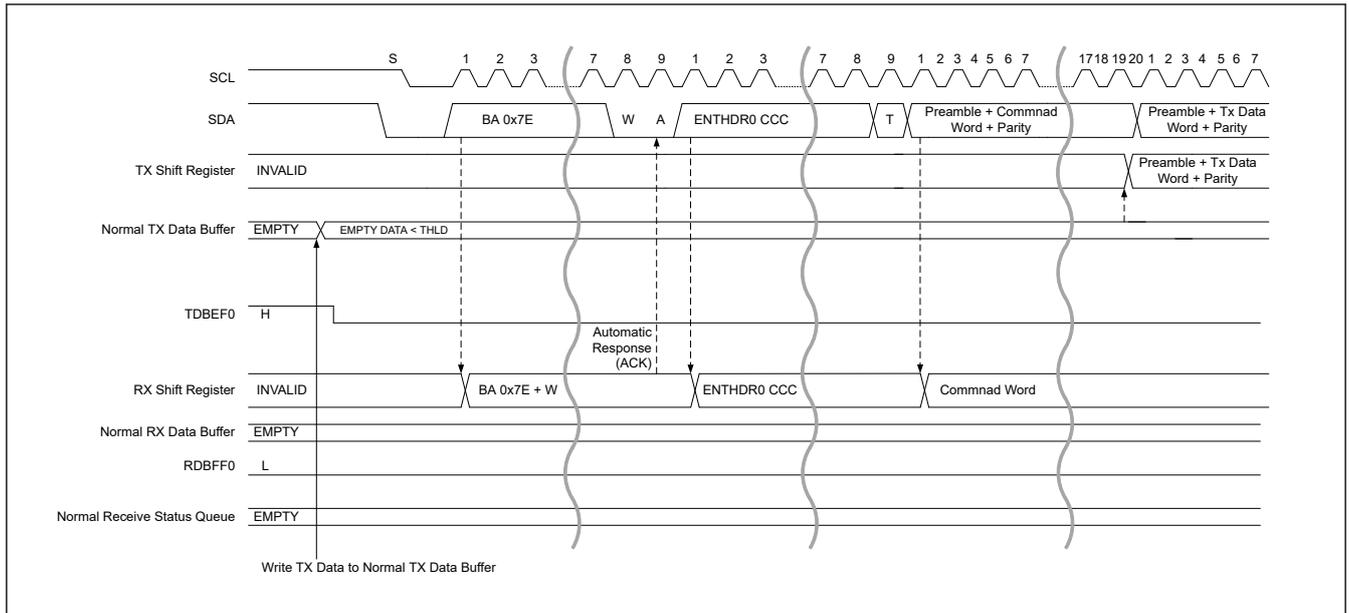 S 1 2 3 7 8 9 1 2 3 7 8 9 1 2 3 4 5 6 7 17 18 19 20 1 2 3 4 5 6 7
SCL
SDA BA 0x7E W A ENTHDR0 CCC T Preamble + Commnad Preamble + Tx Data
Word + Parity Word + Parity
TX Shift Register INVALID Preamble + Tx Data
Word + Parity
Normal TX Data Buffer EMPTY EMPTY DATA < THLD
TDBEF0 H
Automatic
Response
(ACK)
RX Shift Register INVALID BA 0x7E + W ENTHDR0 CCC Commnad Word
Normal RX Data Buffer EMPTY
RDBFF0 L
Normal Receive Status Queue EMPTY
Write TX Data to Normal TX Data Buffer